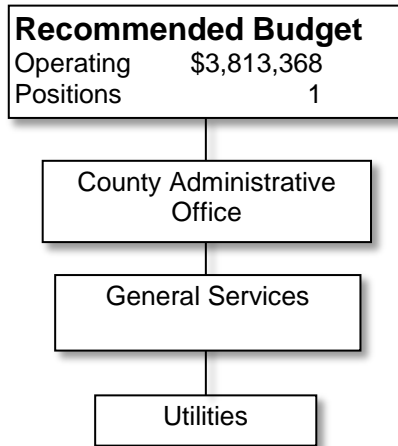 Recommended Budget
Operating $3,813,368
Positions 1
County Administrative
Office
General Services
Utilities